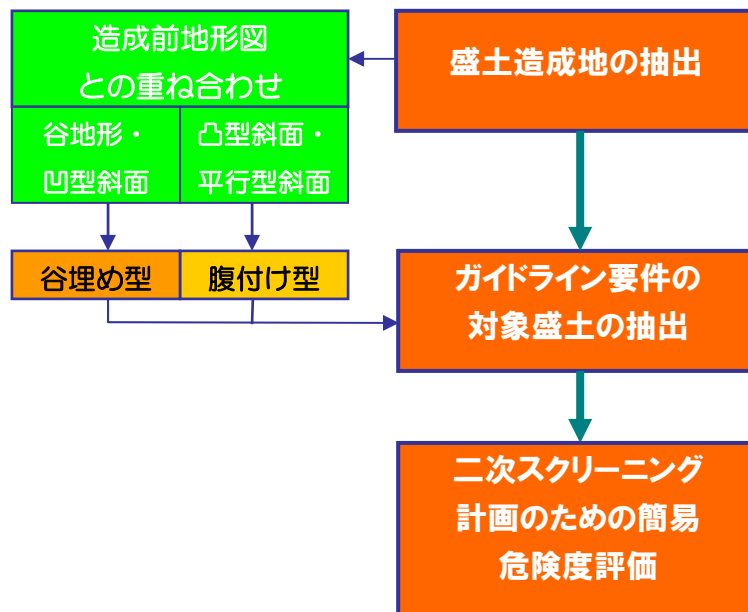 造成前地形図
との重ね合わせ
谷地形・
凹型斜面
凸型斜面・
平行型斜面
谷埋め型
腹付け型
盛土造成地の抽出
ガイドライン要件の
対象盛土の抽出
二次スクリーニング
計画のための簡易
危険度評価